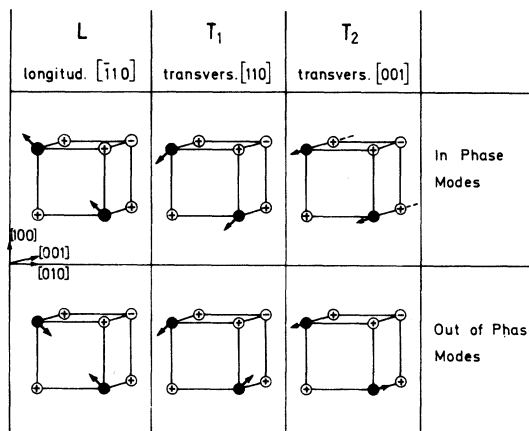 L T₁ T₂
longitud. [1̄10] transvers. [110] transvers. [001]
In Phase
Modes
[100]
[001]
[010]
Out of Phas
Modes